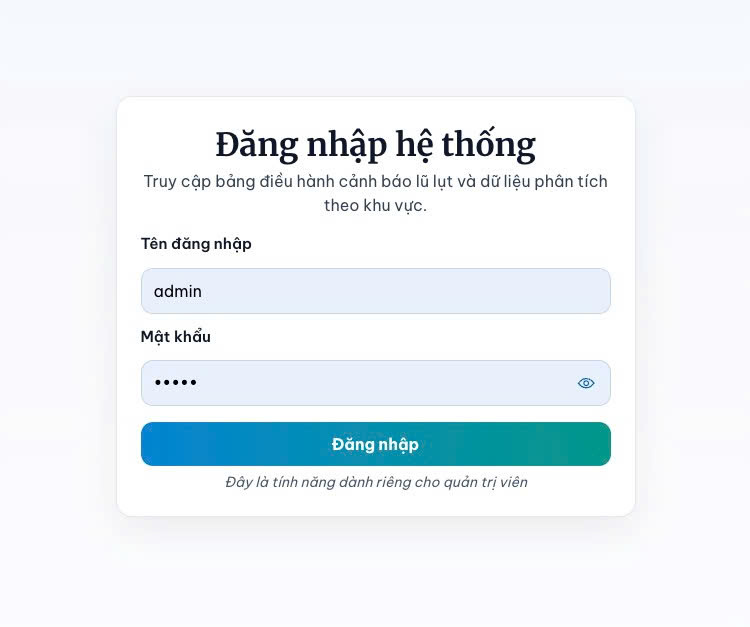 Đăng nhập hệ thống
Truy cập bảng điều hành cảnh báo lũ lụt và dữ liệu phân tích
theo khu vực.
Tên đăng nhập
admin
Mật khẩu
•••••
Đăng nhập
Đây là tính năng dành riêng cho quản trị viên